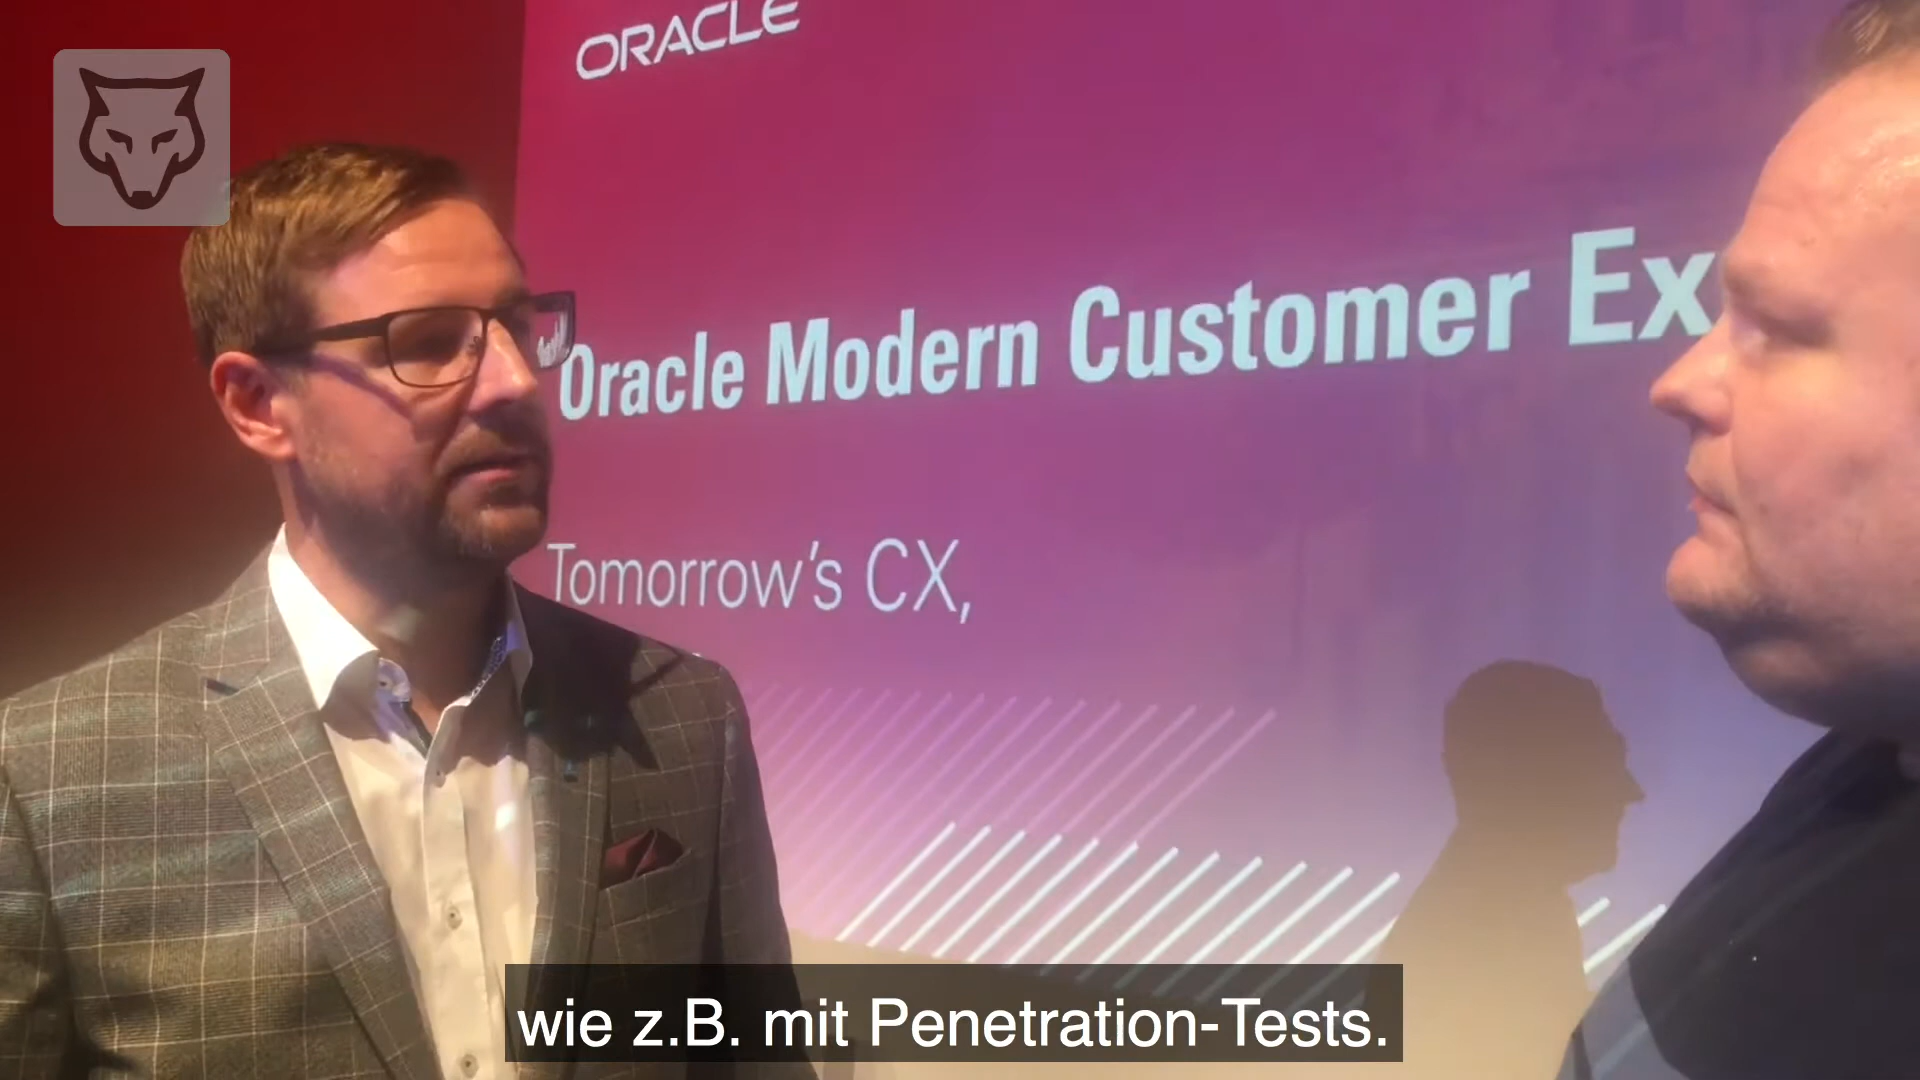 ORACLE
Oracle Modern Customer Ex
Tomorrow's CX,
wie z.B. mit Penetration-Tests.